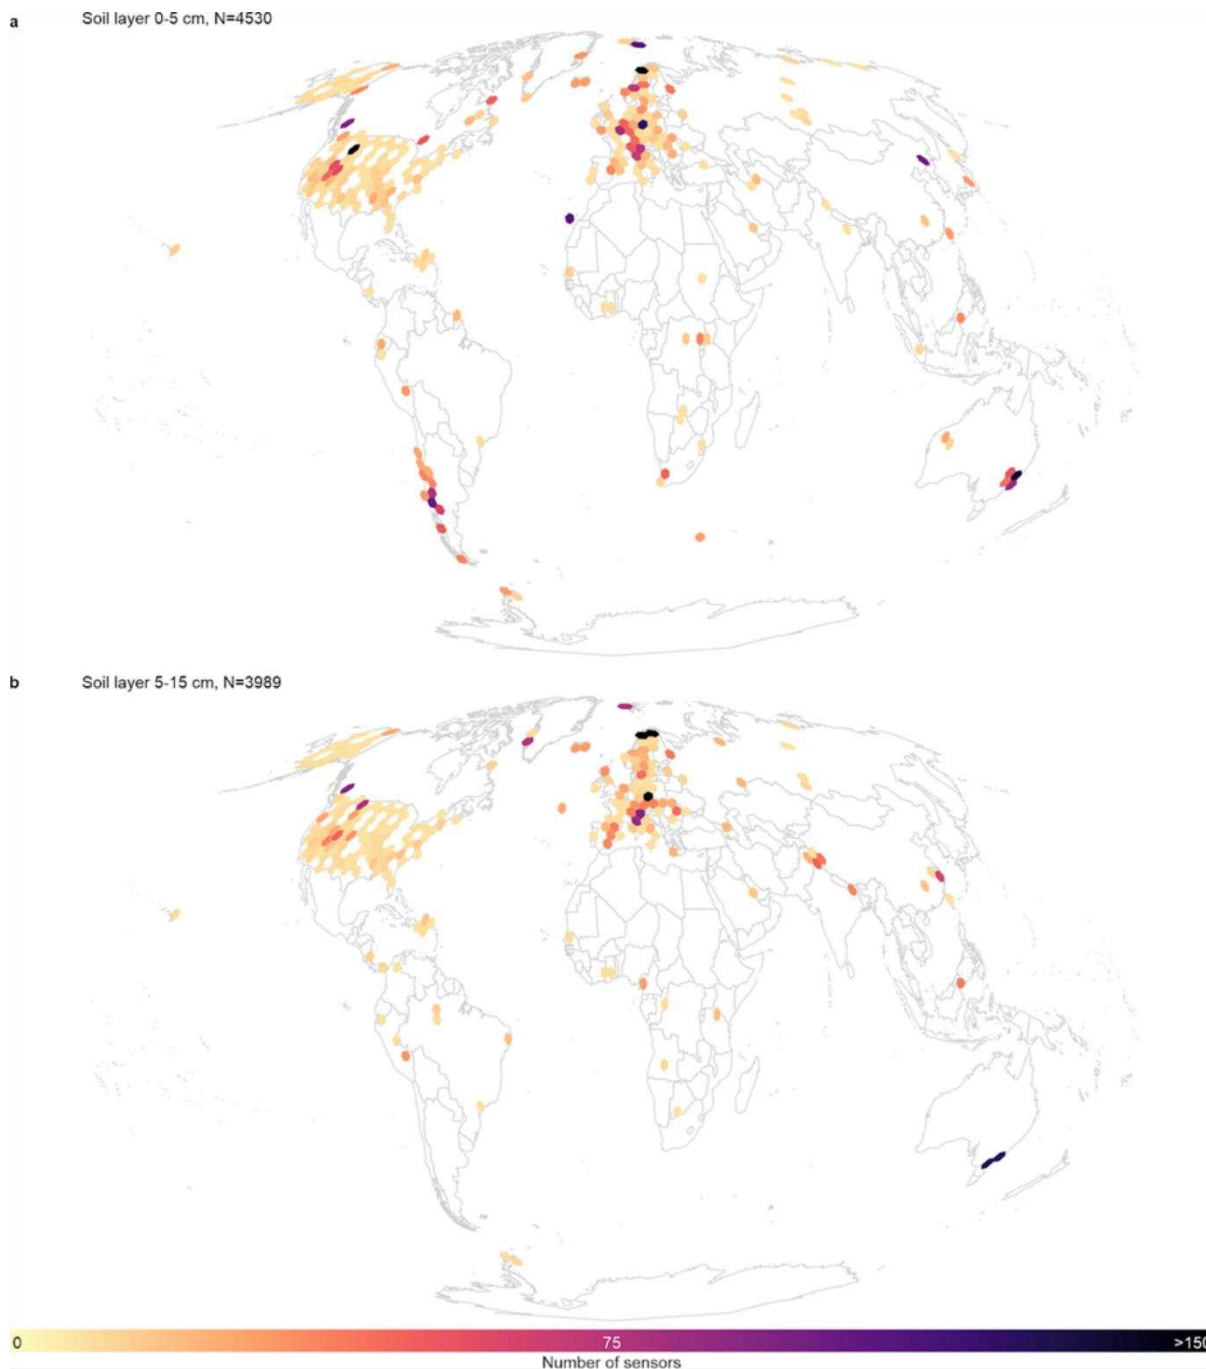 a
Soil layer 0-5 cm, N=4530
b
Soil layer 5-15 cm, N=3989
0
75
>150
Number of sensors